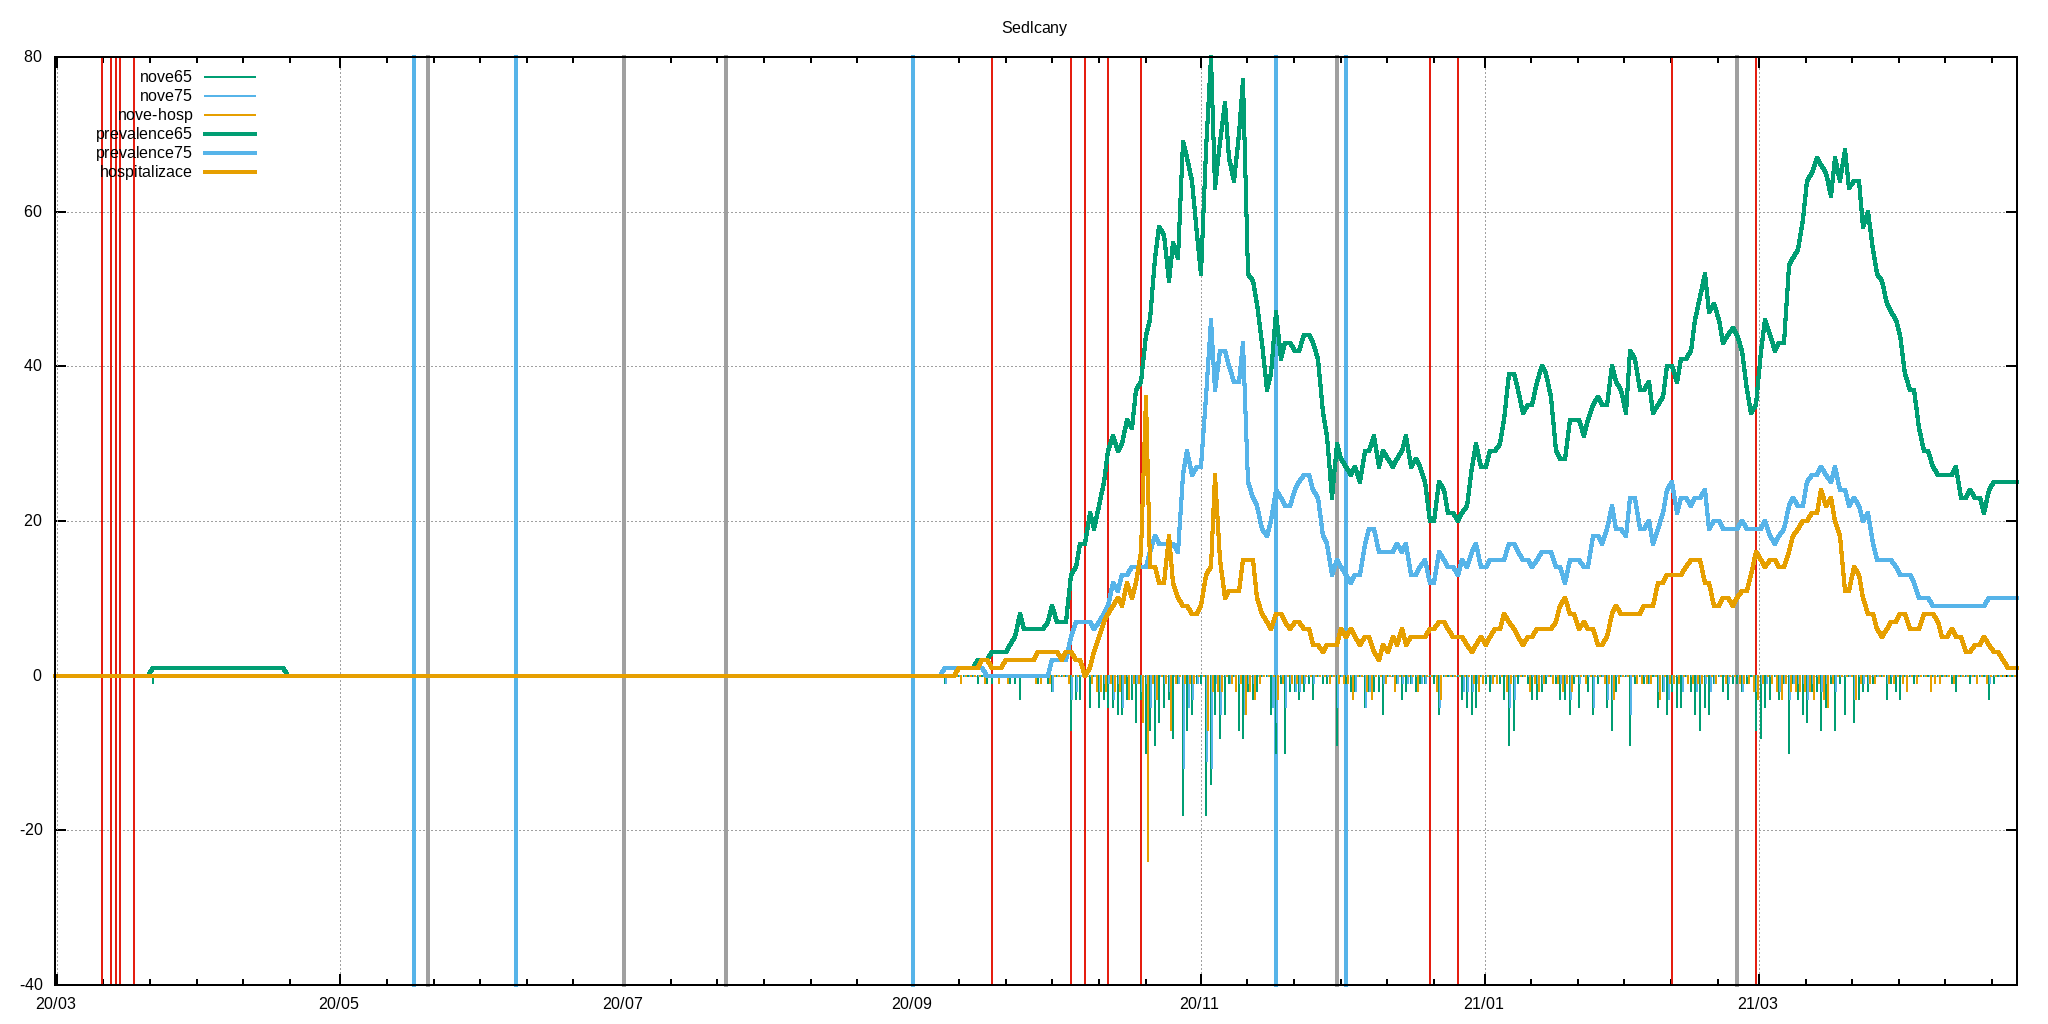 Sedlcany
80
nove65
nove75
nove-hosp
prevalence65
prevalence75
hospitalizace
60
40
20
0
-20
-40
20/03 20/05 20/07 20/09 20/11 21/01 21/03